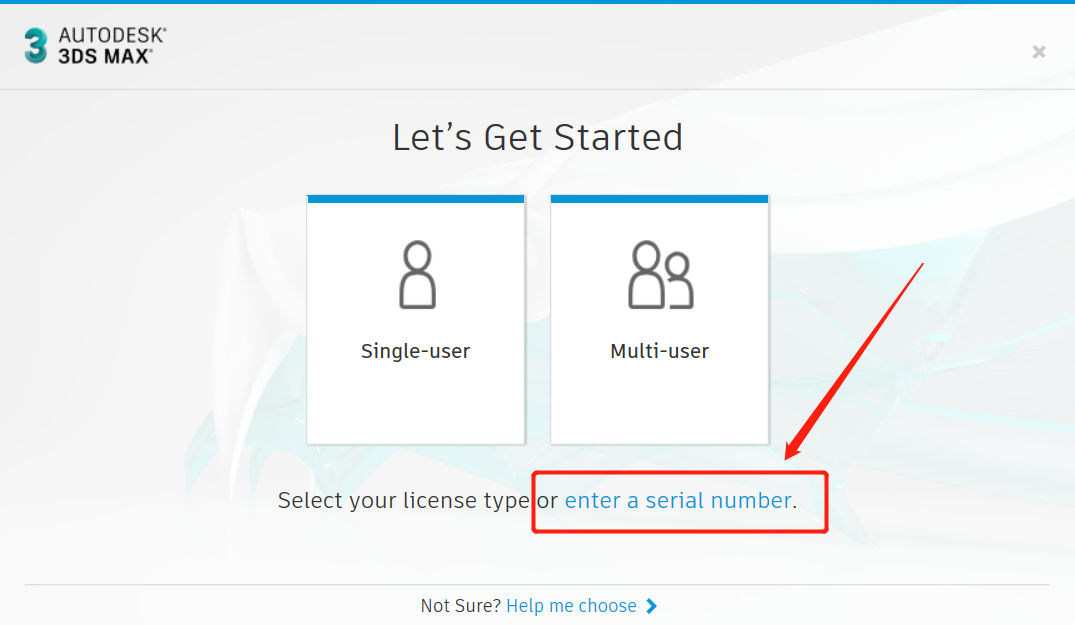 AUTODESK®
3DS MAX®
Let’s Get Started
Single-user
Multi-user
Select your license type or enter a serial number.
Not Sure? Help me choose